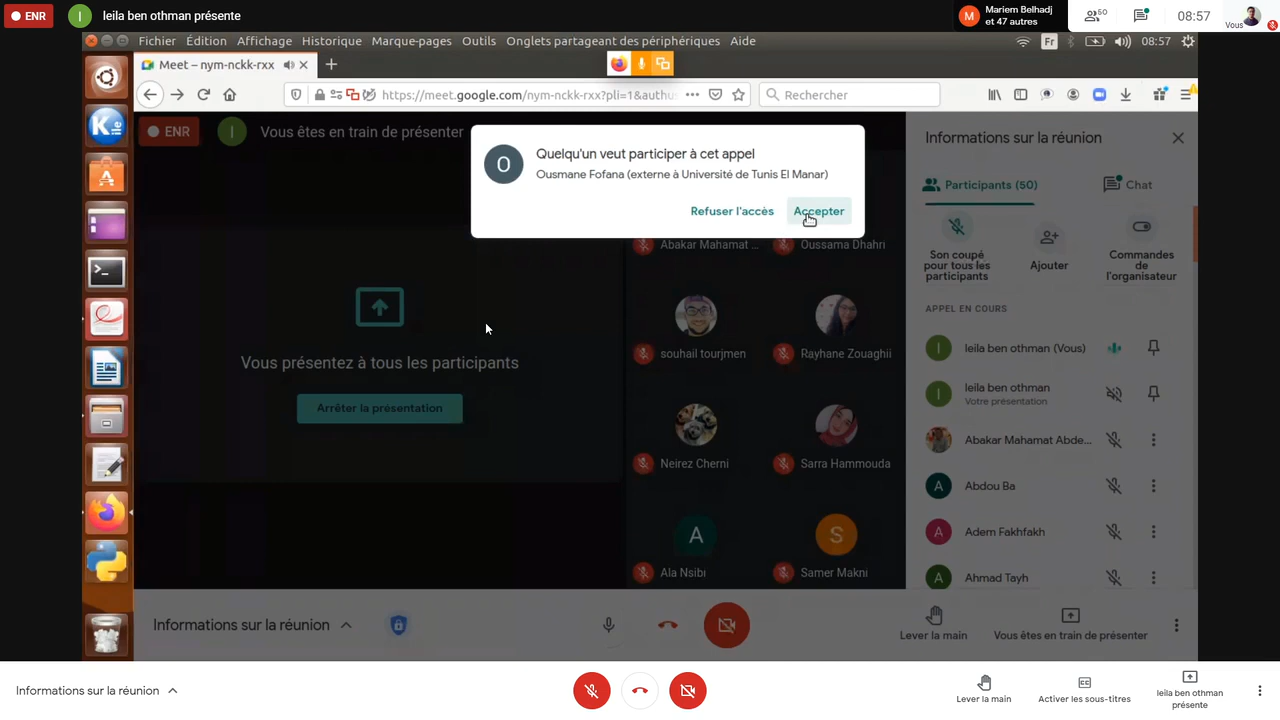 ENR
l
leila ben othman présente
M
Mariem Belhadj
et 47 autres
50
08:57
Vous
Fichier Édition Affichage Historique Marque-pages Outils Onglets partageant des périphériques Aide
Fr
08:57
Meet – nym-nckk-rxx
https://meet.google.com/nym-nckk-rxx?pli=1&authus
Rechercher
ENR
l
Vous êtes en train de présenter
O
Quelqu'un veut participer à cet appel
Ousmane Fofana (externe à Université de Tunis El Manar)
Refuser l'accès
Accepter
Vous présentez à tous les participants
Arrêter la présentation
Abakar Mahamat ...
Oussama Dhahri
souhail tourjmen
Rayhane Zouaghii
Neirez Cherni
Sarra Hammouda
A
S
Ala Nsibi
Samer Makni
Informations sur la réunion
Participants (50)
Chat
Son coupé
pour tous les
participants
Ajouter
Commandes
de
l'organisateur
APPEL EN COURS
l
leila ben othman (Vous)
l
leila ben othman
Votre présentation
Abakar Mahamat Abde...
A
Abdou Ba
A
Adem Fakhfakh
A
Ahmad Tayh
Informations sur la réunion
Lever la main
Vous êtes en train de présenter
Informations sur la réunion
Lever la main
Activer les sous-titres
leila ben othman
présente